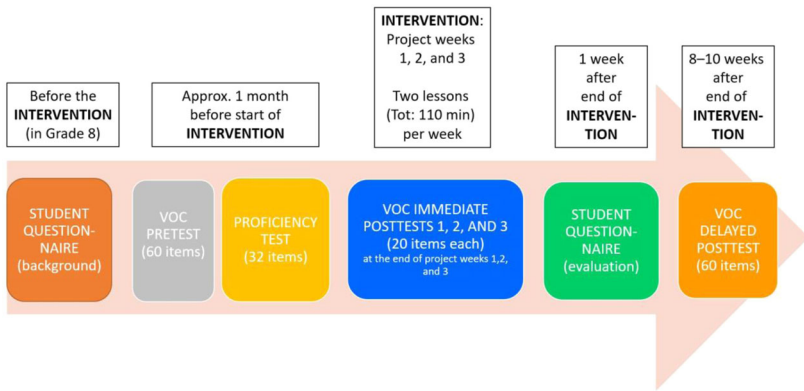 Before the
INTERVENTION
(in Grade 8)
Approx. 1 month
before start of
INTERVENTION
INTERVENTION:
Project weeks
1, 2, and 3
Two lessons
(Tot: 110 min)
per week
1 week
after
end of
INTERVEN-
TION
8–10 weeks
after
end of
INTERVEN-
TION
STUDENT
QUESTION-
NAIRE
(background)
VOC
PRETEST
(60 items)
PROFICIENCY
TEST
(32 items)
VOC IMMEDIATE
POSTTESTS 1, 2, AND 3
(20 items each)
at the end of project weeks 1,2,
and 3
STUDENT
QUESTION-
NAIRE
(evaluation)
VOC
DELAYED
POSTTEST
(60 items)